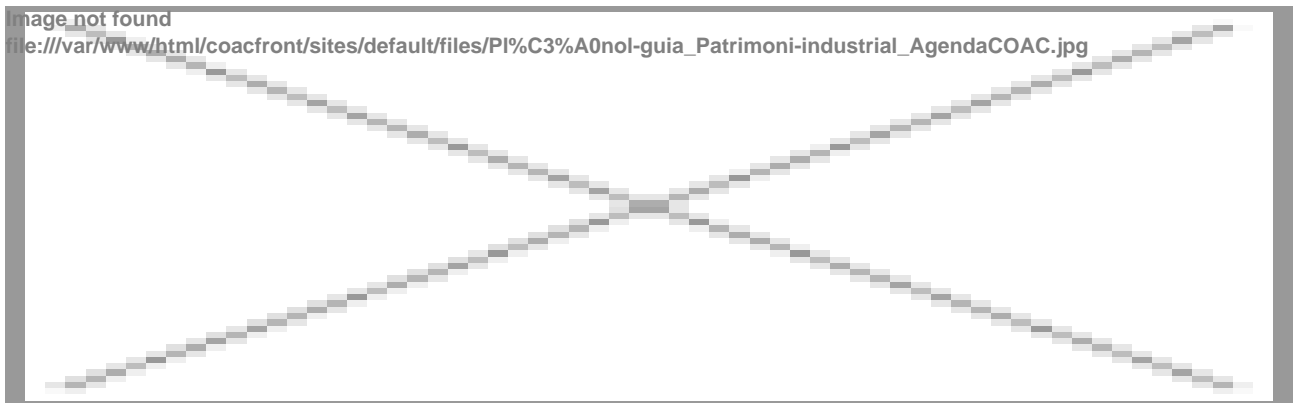 Image not found
file:///var/www/html/coacfront/sites/default/files/Pl%C3%A0nol-guia_Patrimoni-industrial_AgendaCOAC.jpg